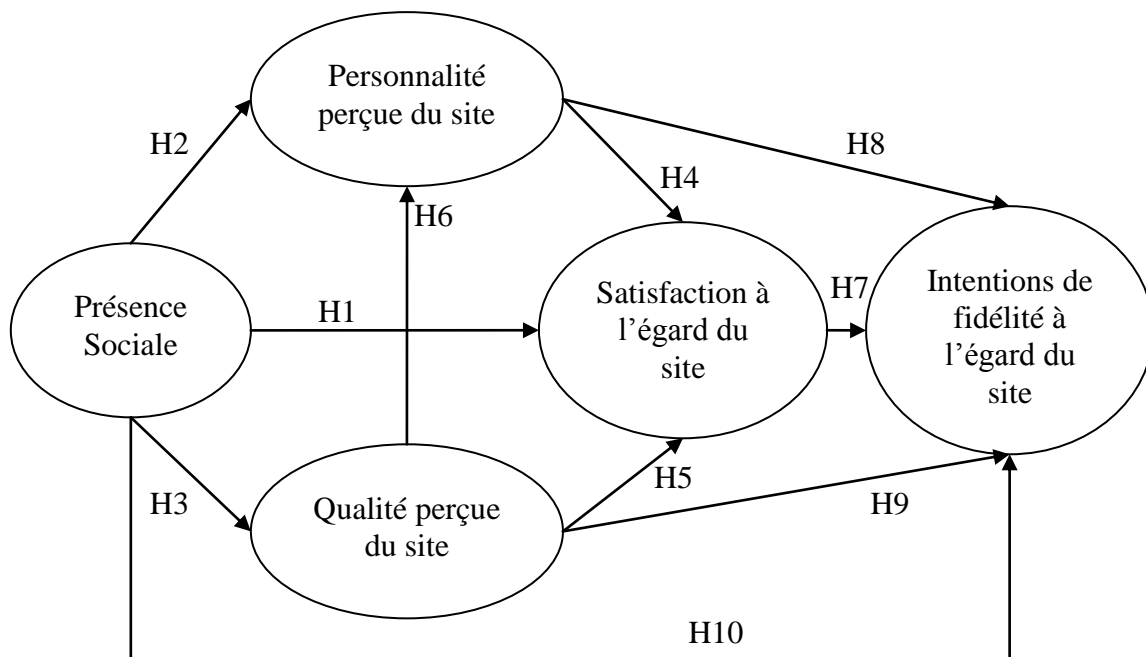 Personnalité
perçue du site
H2
H8
H4
H6
Présence
Sociale
H1
Satisfaction à
l’égard du
site
H7
Intentions de
fidélité à
l’égard du
site
H3
Qualité perçue
du site
H5
H9
H10